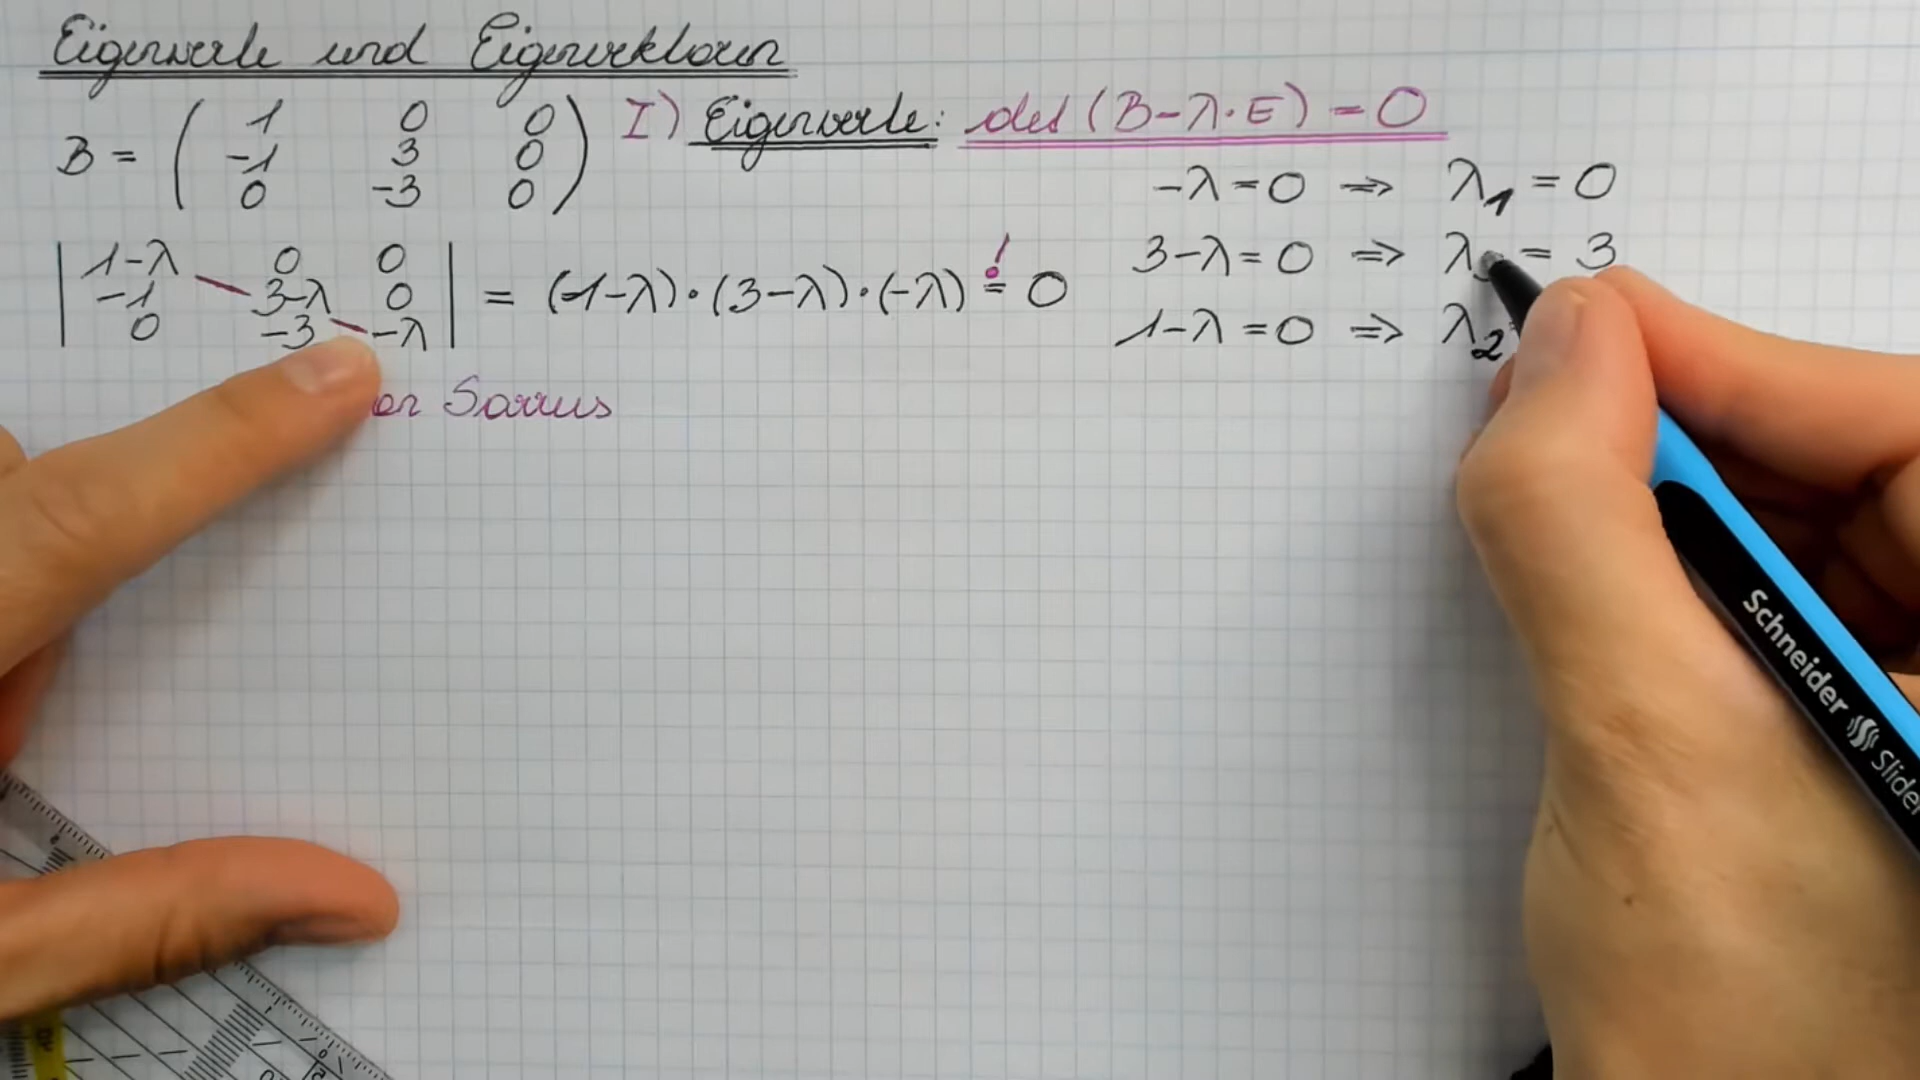 Eigenwerte und Eigenvektoren
B = ( 1 0 0
-1 3 0
0 -3 0 )
I) Eigenwerte: det (B-λ·E) = 0
| 1-λ 0 0
-1 3-λ 0
0 -3 -λ | = (1-λ)·(3-λ)·(-λ) = 0
!
-λ = 0 => λ1 = 0
3-λ = 0 => λ = 3
1-λ = 0 => λ2
Sarrus
Schneider Slider